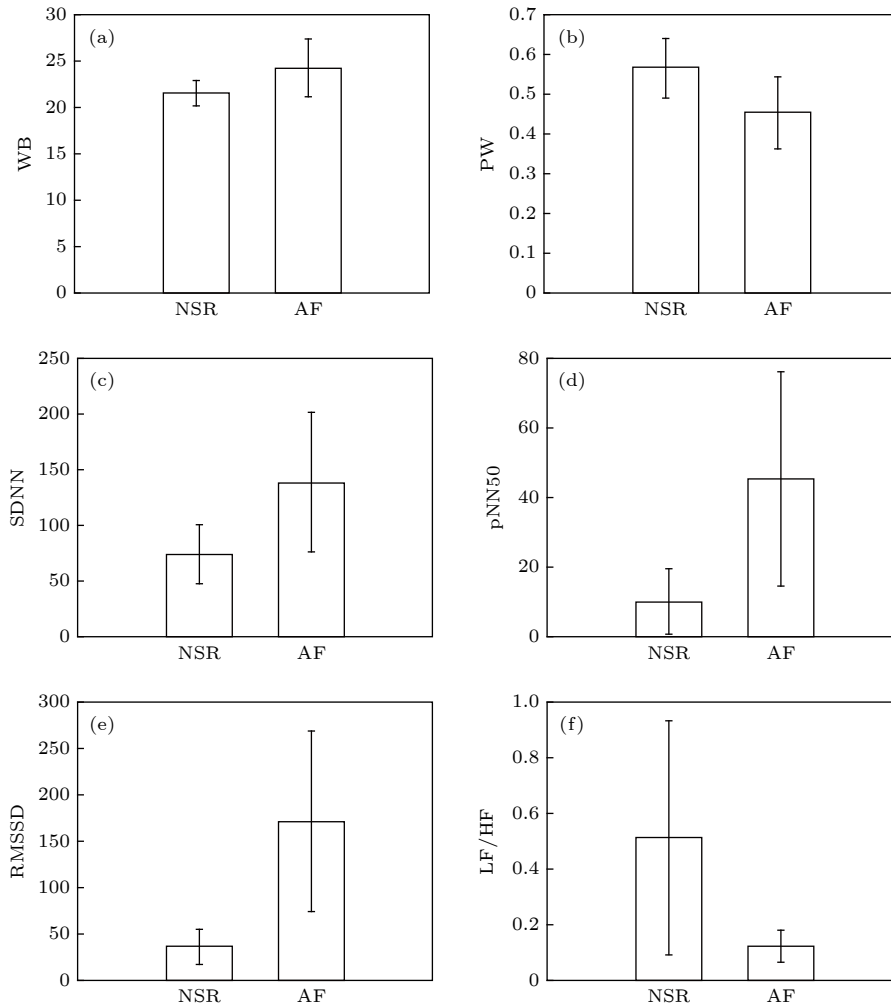 (a)
WB
30
25
20
15
10
5
0
NSR AF
(b)
PW
0.7
0.6
0.5
0.4
0.3
0.2
0.1
0
NSR AF
(c)
SDNN
250
200
150
100
50
0
NSR AF
(d)
pNN50
80
60
40
20
0
NSR AF
(e)
RMSSD
300
250
200
150
100
50
0
NSR AF
(f)
LF/HF
1.0
0.8
0.6
0.4
0.2
0
NSR AF